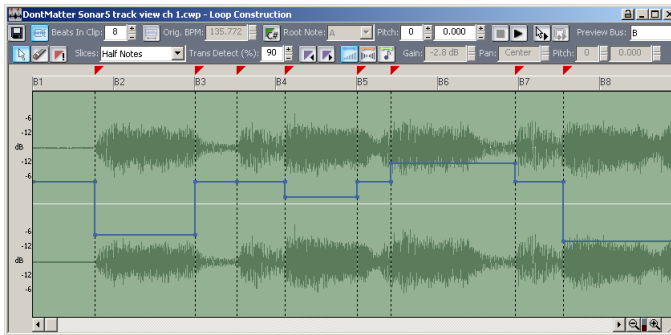 DontMatter Sonar5 track view ch 1.cwp - Loop Construction
Beats In Clip: 8 Orig. BPM: 135.772 C# Root Note: A Pitch: 0 0.000 Preview Bus: B
Slices: Half Notes Trans Detect (%): 90 Gain: -2.8 dB Pan: Center Pitch: 0 0.000
B1 B2 B3 B4 B5 B6 B7 B8
-6
-12
dB
-12
-6
-6
-12
dB
-12
-6